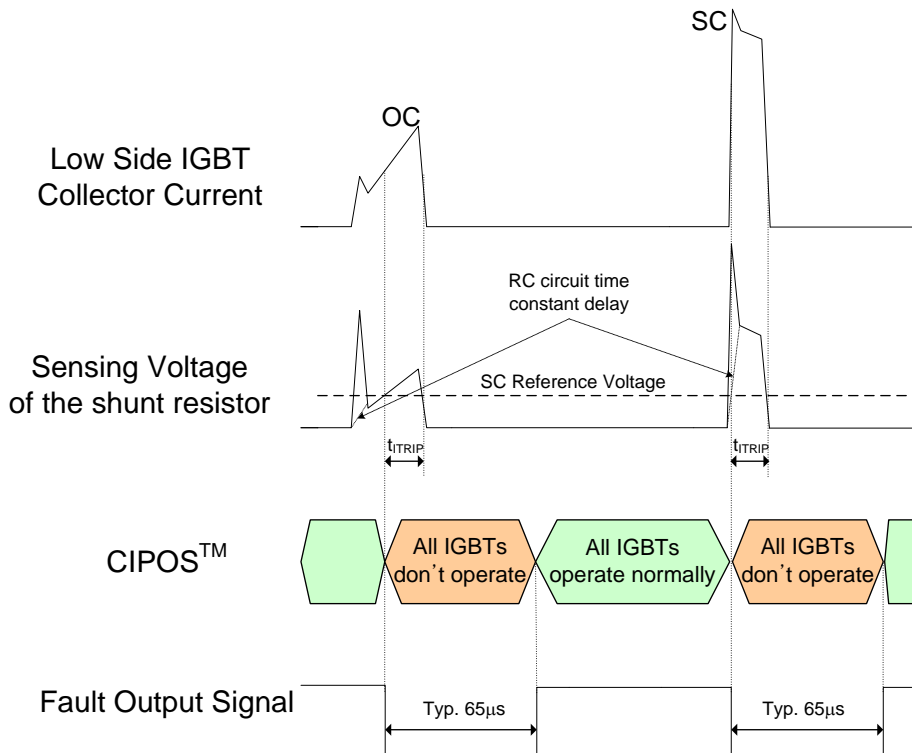 SC
OC
Low Side IGBT
Collector Current
RC circuit time
constant delay
Sensing Voltage
of the shunt resistor
SC Reference Voltage
tITRIP
tITRIP
CIPOS™
All IGBTs
don't operate
All IGBTs
operate normally
All IGBTs
don't operate
Fault Output Signal
Typ. 65μs
Typ. 65μs